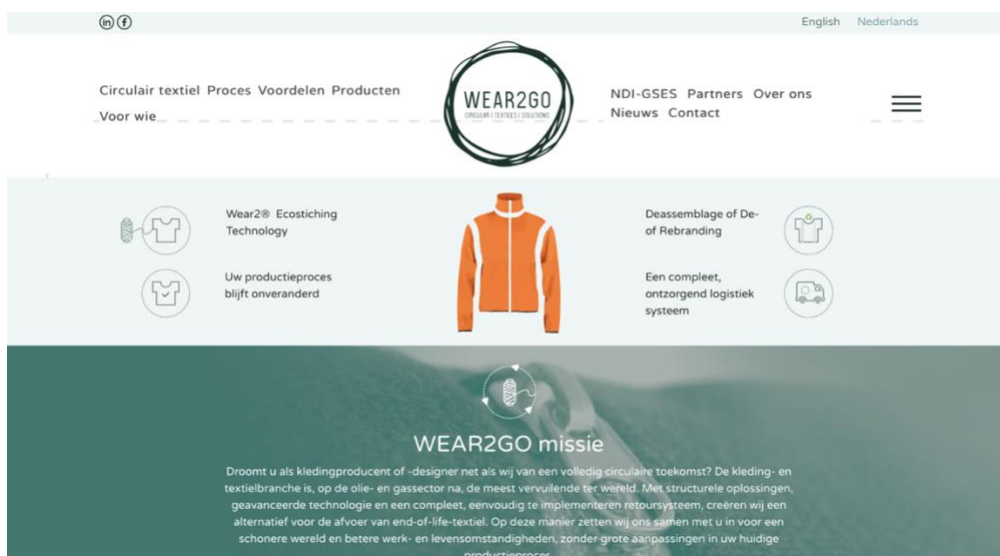 English Nederlands
Circulair textiel Proces Voordelen Producten
Voor wie
WEAR2GO
CIRCULAR | TEXTILES | SOLUTIONS
NDI-GSES Partners Over ons
Nieuws Contact
Wear2® Ecostiching
Technology
Uw productieproces
blijft onveranderd
Deassemblage of De-
of Rebranding
Een compleet,
ontzorgend logistiek
systeem
WEAR2GO missie
Droomt u als kledingproducent of -designer net als wij van een volledig circulaire toekomst? De kleding- en
textielbranche is, op de olie- en gassector na, de meest vervuilende ter wereld. Met structurele oplossingen,
geavanceerde technologie en een compleet, eenvoudig te implementeren retoursysteem, creëren wij een
alternatief voor de afvoer van end-of-life-textiel. Op deze manier zetten wij ons samen met u in voor een
schonere wereld en betere werk- en levensomstandigheden, zonder grote aanpassingen in uw huidige
productieproces.